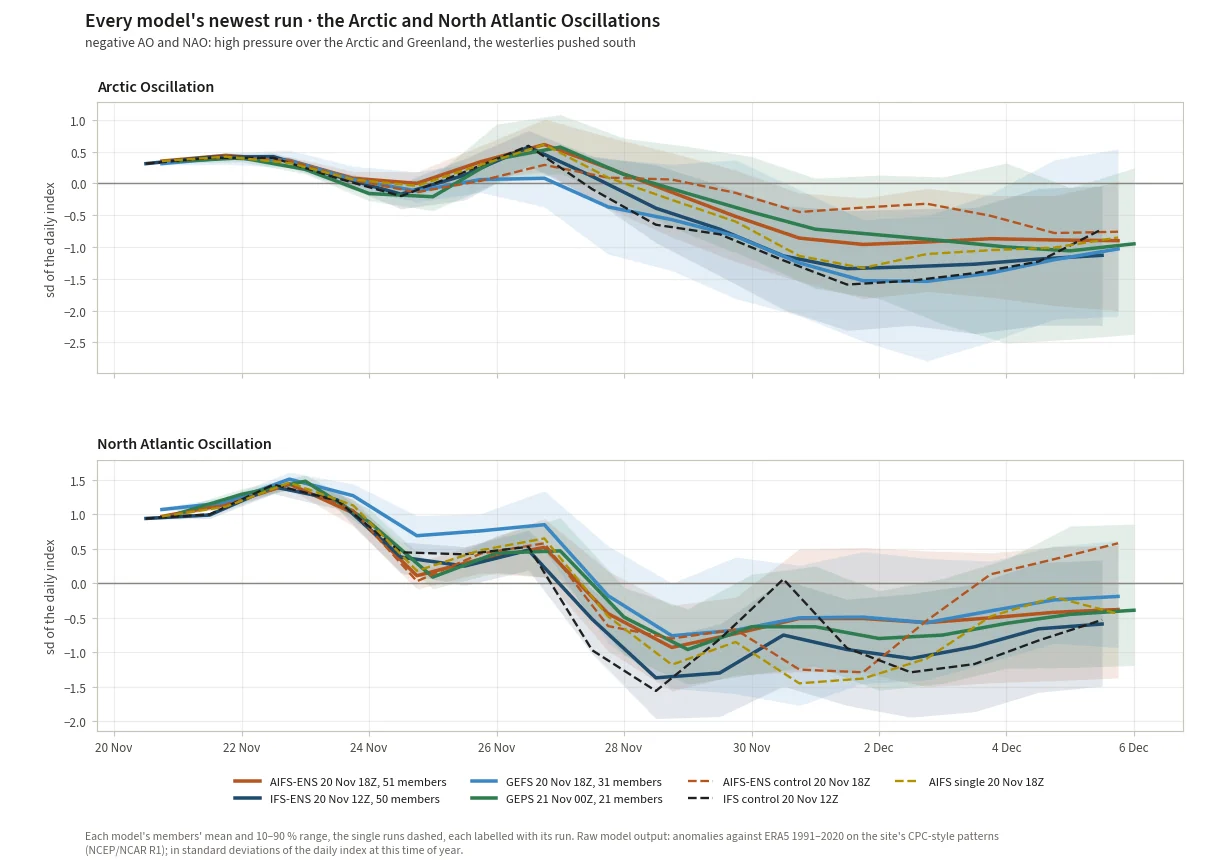 Every model's newest run · the Arctic and North Atlantic Oscillations
negative AO and NAO: high pressure over the Arctic and Greenland, the westerlies pushed south
Arctic Oscillation
sd of the daily index
1.0
0.5
0.0
−0.5
−1.0
−1.5
−2.0
−2.5
North Atlantic Oscillation
sd of the daily index
1.5
1.0
0.5
0.0
−0.5
−1.0
−1.5
−2.0
20 Nov 22 Nov 24 Nov 26 Nov 28 Nov 30 Nov 2 Dec 4 Dec 6 Dec
AIFS-ENS 20 Nov 18Z, 51 members GEFS 20 Nov 18Z, 31 members AIFS-ENS control 20 Nov 18Z AIFS single 20 Nov 18Z
IFS-ENS 20 Nov 12Z, 50 members GEPS 21 Nov 00Z, 21 members IFS control 20 Nov 12Z
Each model's members' mean and 10–90 % range, the single runs dashed, each labelled with its run. Raw model output: anomalies against ERA5 1991–2020 on the site's CPC-style patterns
(NCEP/NCAR R1); in standard deviations of the daily index at this time of year.